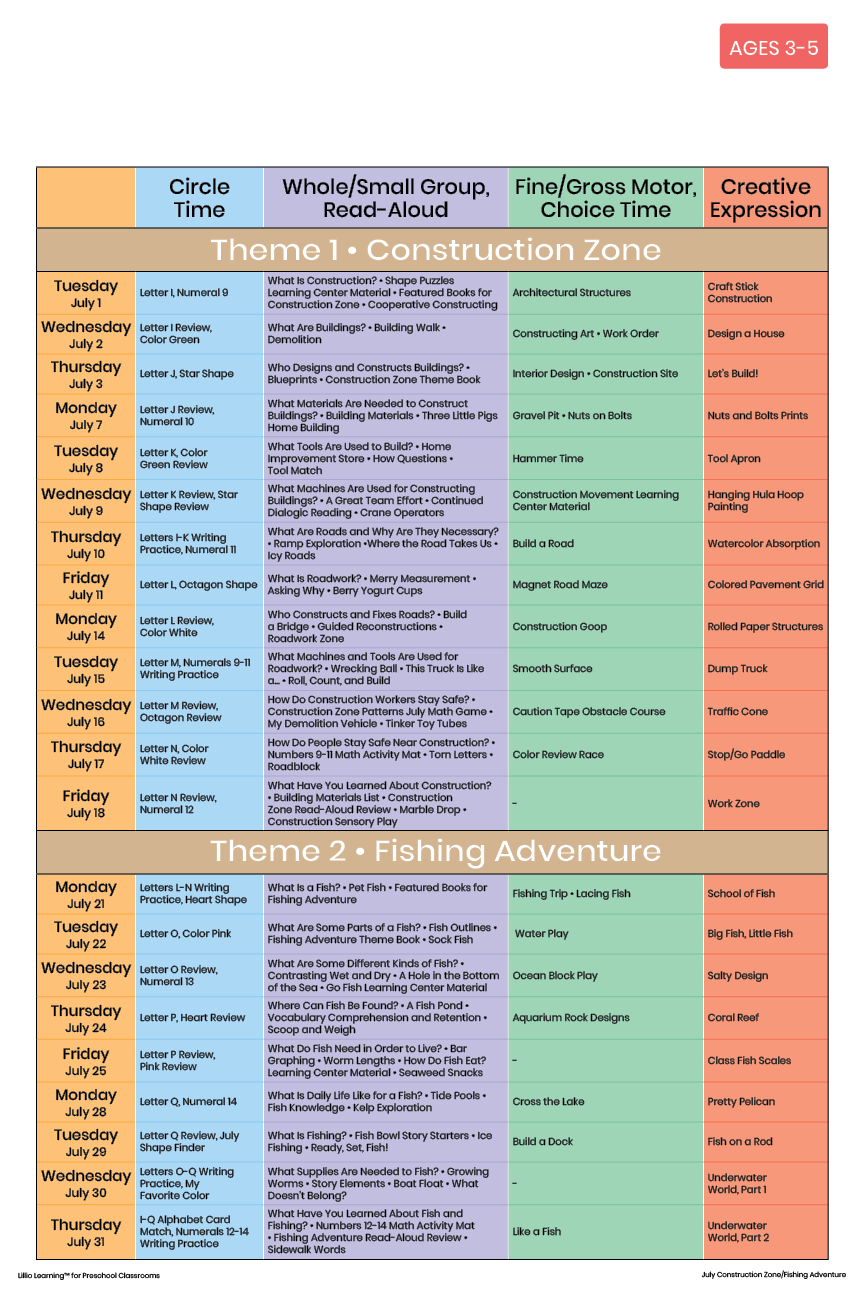 AGES 3-5
Circle
Time
Whole/Small Group,
Read-Aloud
Fine/Gross Motor,
Choice Time
Creative
Expression
Theme 1 • Construction Zone
Tuesday
July 1
Letter I, Numeral 9
What Is Construction? • Shape Puzzles
Learning Center Material • Featured Books for
Construction Zone • Cooperative Constructing
Architectural Structures
Craft Stick
Construction
Wednesday
July 2
Letter I Review,
Color Green
What Are Buildings? • Building Walk •
Demolition
Constructing Art • Work Order
Design a House
Thursday
July 3
Letter J, Star Shape
Who Designs and Constructs Buildings? •
Blueprints • Construction Zone Theme Book
Interior Design • Construction Site
Let's Build!
Monday
July 7
Letter J Review,
Numeral 10
What Materials Are Needed to Construct
Buildings? • Building Materials • Three Little Pigs
Home Building
Gravel Pit • Nuts on Bolts
Nuts and Bolts Prints
Tuesday
July 8
Letter K, Color
Green Review
What Tools Are Used to Build? • Home
Improvement Store • How Questions •
Tool Match
Hammer Time
Tool Apron
Wednesday
July 9
Letter K Review, Star
Shape Review
What Machines Are Used for Constructing
Buildings? • A Great Team Effort • Continued
Dialogic Reading • Crane Operators
Construction Movement Learning
Center Material
Hanging Hula Hoop
Painting
Thursday
July 10
Letters I-K Writing
Practice, Numeral 11
What Are Roads and Why Are They Necessary?
• Ramp Exploration •Where the Road Takes Us •
Icy Roads
Build a Road
Watercolor Absorption
Friday
July 11
Letter L, Octagon Shape
What Is Roadwork? • Merry Measurement •
Asking Why • Berry Yogurt Cups
Magnet Road Maze
Colored Pavement Grid
Monday
July 14
Letter L Review,
Color White
Who Constructs and Fixes Roads? • Build
a Bridge • Guided Reconstructions •
Roadwork Zone
Construction Goop
Rolled Paper Structures
Tuesday
July 15
Letter M, Numerals 9-11
Writing Practice
What Machines and Tools Are Used for
Roadwork? • Wrecking Ball • This Truck Is Like
a... • Roll, Count, and Build
Smooth Surface
Dump Truck
Wednesday
July 16
Letter M Review,
Octagon Review
How Do Construction Workers Stay Safe? •
Construction Zone Patterns July Math Game •
My Demolition Vehicle • Tinker Toy Tubes
Caution Tape Obstacle Course
Traffic Cone
Thursday
July 17
Letter N, Color
White Review
How Do People Stay Safe Near Construction? •
Numbers 9-11 Math Activity Mat • Torn Letters •
Roadblock
Color Review Race
Stop/Go Paddle
Friday
July 18
Letter N Review,
Numeral 12
What Have You Learned About Construction?
• Building Materials List • Construction
Zone Read-Aloud Review • Marble Drop •
Construction Sensory Play
-
Work Zone
Theme 2 • Fishing Adventure
Monday
July 21
Letters L-N Writing
Practice, Heart Shape
What Is a Fish? • Pet Fish • Featured Books for
Fishing Adventure
Fishing Trip • Lacing Fish
School of Fish
Tuesday
July 22
Letter O, Color Pink
What Are Some Parts of a Fish? • Fish Outlines •
Fishing Adventure Theme Book • Sock Fish
Water Play
Big Fish, Little Fish
Wednesday
July 23
Letter O Review,
Numeral 13
What Are Some Different Kinds of Fish? •
Contrasting Wet and Dry • A Hole in the Bottom
of the Sea • Go Fish Learning Center Material
Ocean Block Play
Salty Design
Thursday
July 24
Letter P, Heart Review
Where Can Fish Be Found? • A Fish Pond •
Vocabulary Comprehension and Retention •
Scoop and Weigh
Aquarium Rock Designs
Coral Reef
Friday
July 25
Letter P Review,
Pink Review
What Do Fish Need in Order to Live? • Bar
Graphing • Worm Lengths • How Do Fish Eat?
Learning Center Material • Seaweed Snacks
-
Class Fish Scales
Monday
July 28
Letter Q, Numeral 14
What Is Daily Life Like for a Fish? • Tide Pools •
Fish Knowledge • Kelp Exploration
Cross the Lake
Pretty Pelican
Tuesday
July 29
Letter Q Review, July
Shape Finder
What Is Fishing? • Fish Bowl Story Starters • Ice
Fishing • Ready, Set, Fish!
Build a Dock
Fish on a Rod
Wednesday
July 30
Letters O-Q Writing
Practice, My
Favorite Color
What Supplies Are Needed to Fish? • Growing
Worms • Story Elements • Boat Float • What
Doesn't Belong?
-
Underwater
World, Part 1
Thursday
July 31
I-Q Alphabet Card
Match, Numerals 12-14
Writing Practice
What Have You Learned About Fish and
Fishing? • Numbers 12-14 Math Activity Mat
• Fishing Adventure Read-Aloud Review •
Sidewalk Words
Like a Fish
Underwater
World, Part 2
Lillio Learning™ for Preschool Classrooms
July Construction Zone/Fishing Adventure